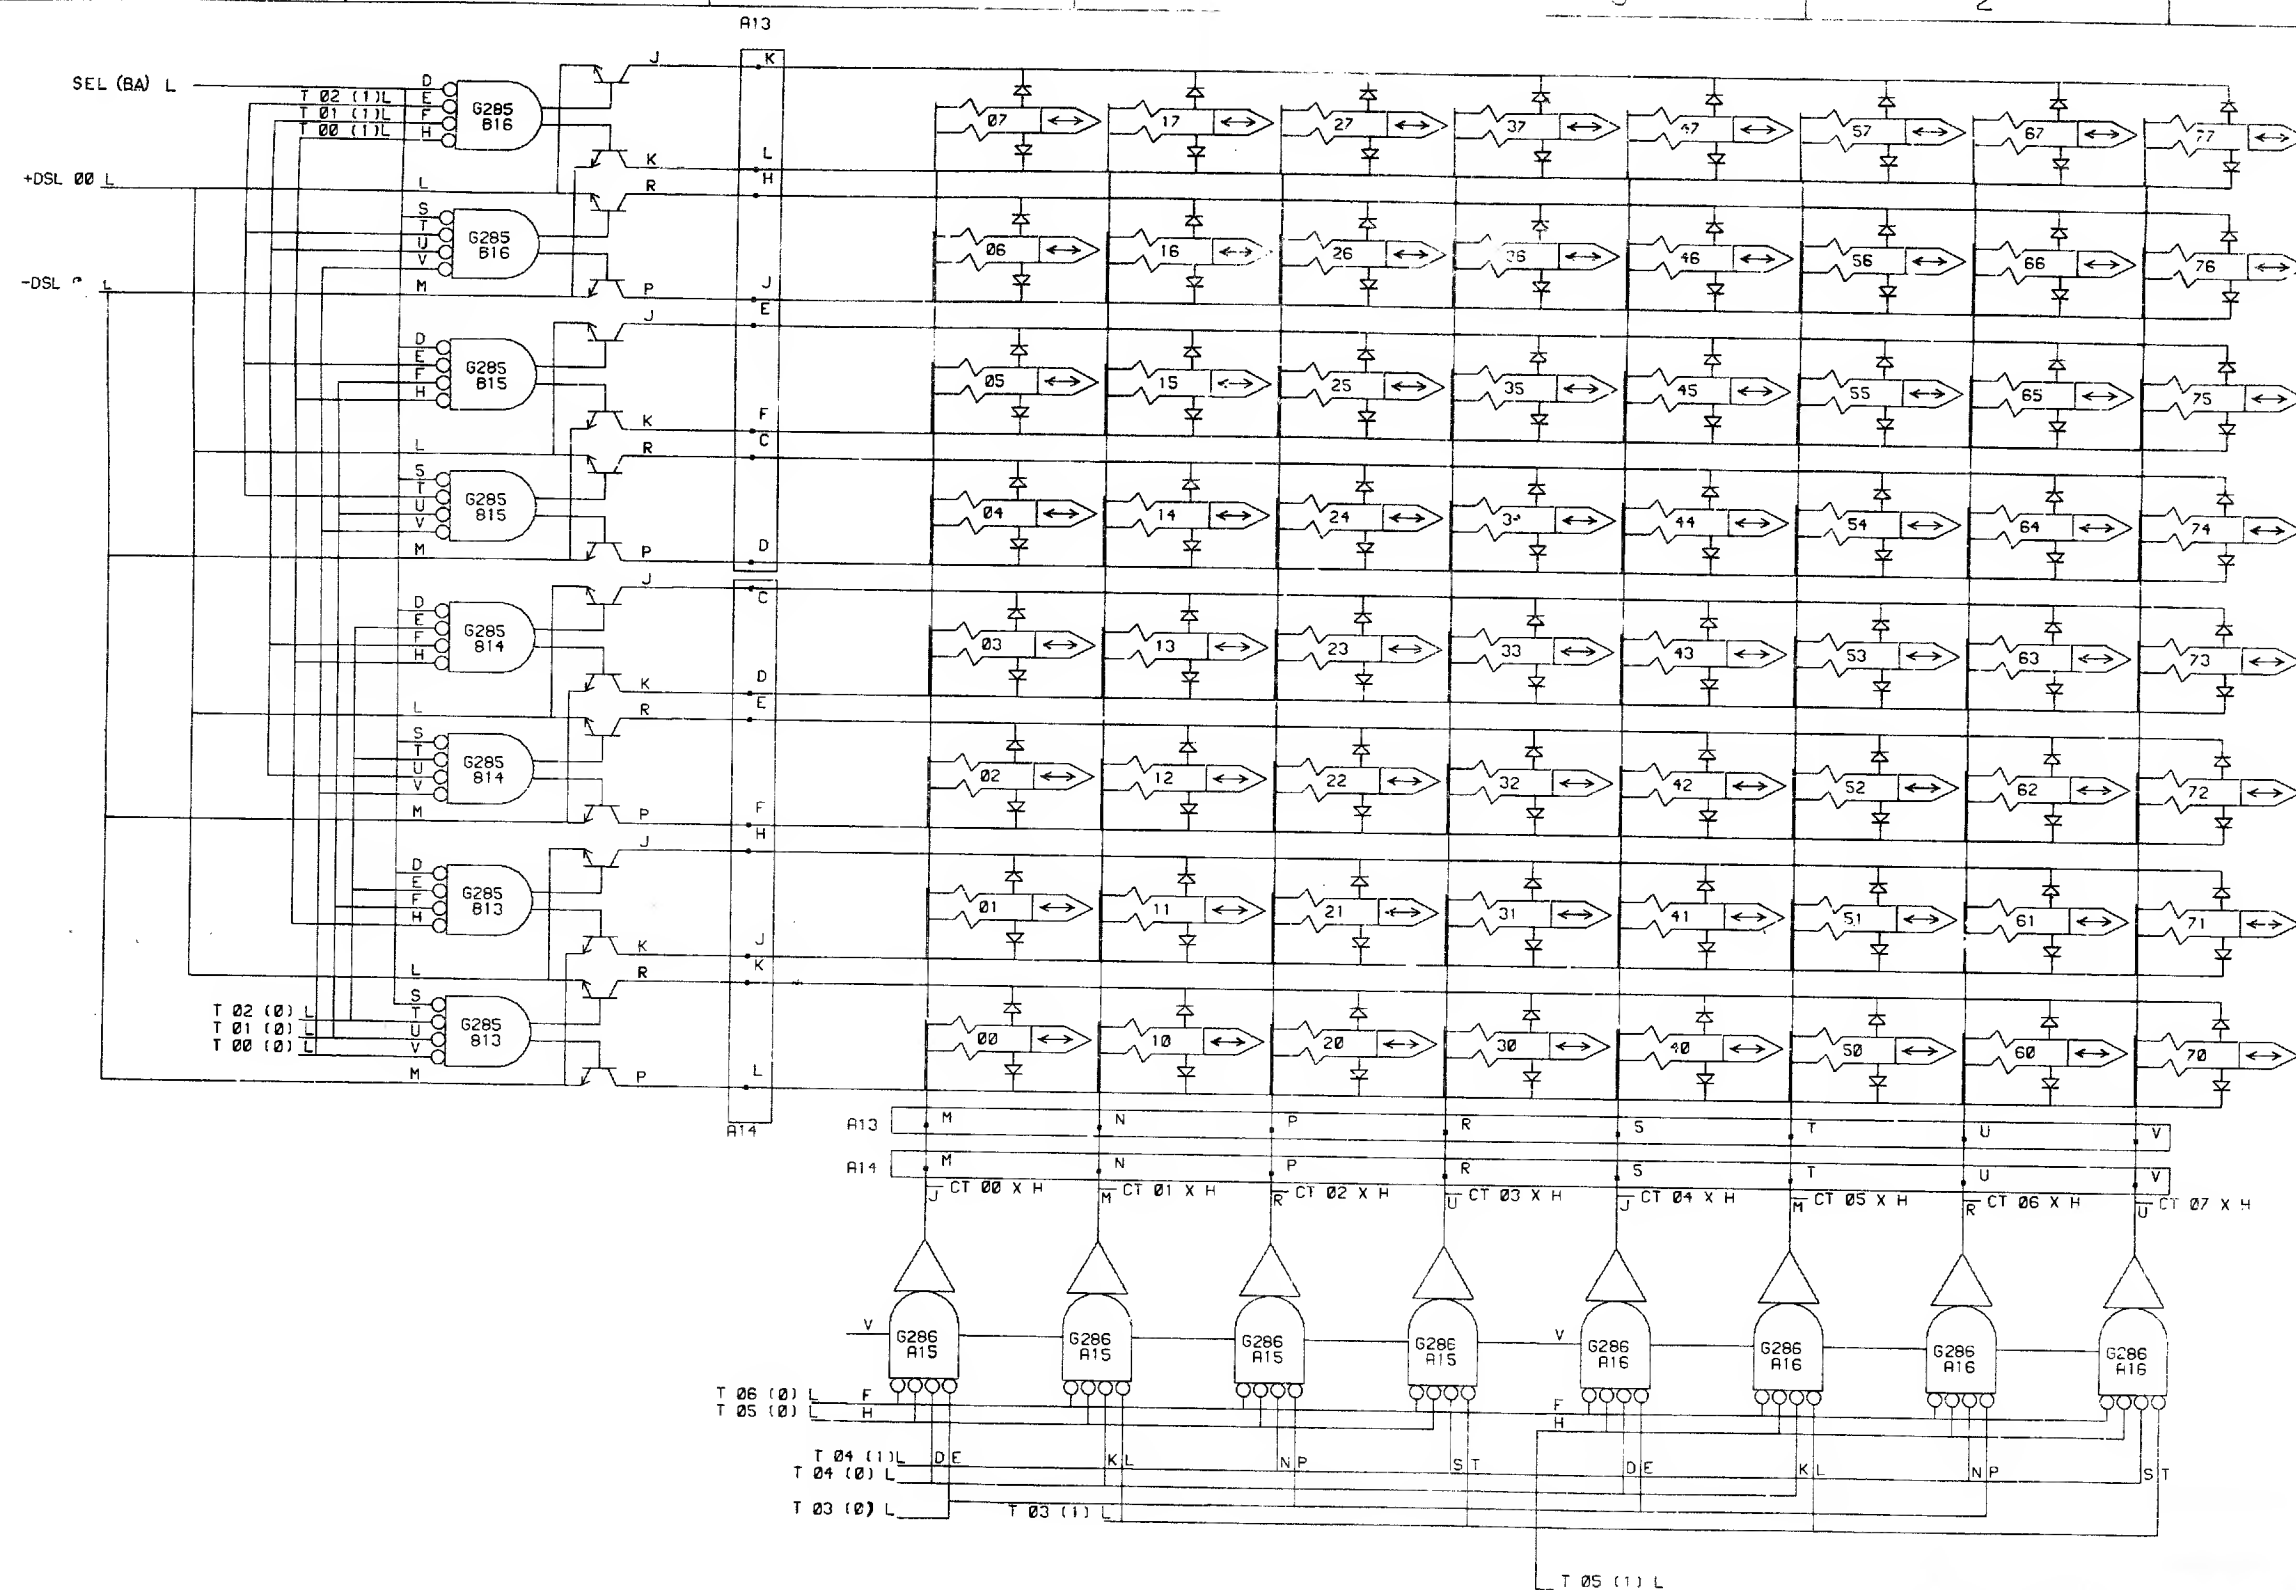 2
A13
SEL (BA) L
T 02 (1)L
T 01 (1)L
T 00 (1)L
D
E
F
H
G285
B16
J
K
+DSL 00 L
L
K
L
R
H
S
T
U
V
G285
B16
-DSL
L
M
P
J
J
E
D
E
F
H
G285
B15
K
F
L
R
C
S
T
U
V
G285
B15
M
P
D
J
C
D
E
F
H
G285
B14
K
D
L
R
E
S
T
U
V
G285
B14
M
P
F
J
H
D
E
F
H
G285
B13
K
J
L
R
K
T 02 (0) L
T 01 (0) L
T 00 (0) L
S
T
U
V
G285
B13
M
P
L
A14
07 17 27 37 47 57 67 77
06 16 26 36 46 56 66 76
05 15 25 35 45 55 65 75
04 14 24 44 54 64 74
03 13 23 33 43 53 63 73
02 12 22 32 42 52 62 72
01 11 21 31 41 51 61 71
00 10 20 30 40 50 60 70
A13 M N P R S T U V
A14 M N P R S T U V
J CT 00 X H
M CT 01 X H
R CT 02 X H
U CT 03 X H
J CT 04 X H
M CT 05 X H
R CT 06 X H
U CT 07 X H
V
G286
A15
G286
A15
G286
A15
G286
A15
V
G286
A16
G286
A16
G286
A16
G286
A16
T 06 (0) L F
T 05 (0) L H
F
H
T 04 (1)L D E K L N P S T D E K L N P S T
T 04 (0) L
T 03 (0) L
T 03 (1) L
T 05 (1) L